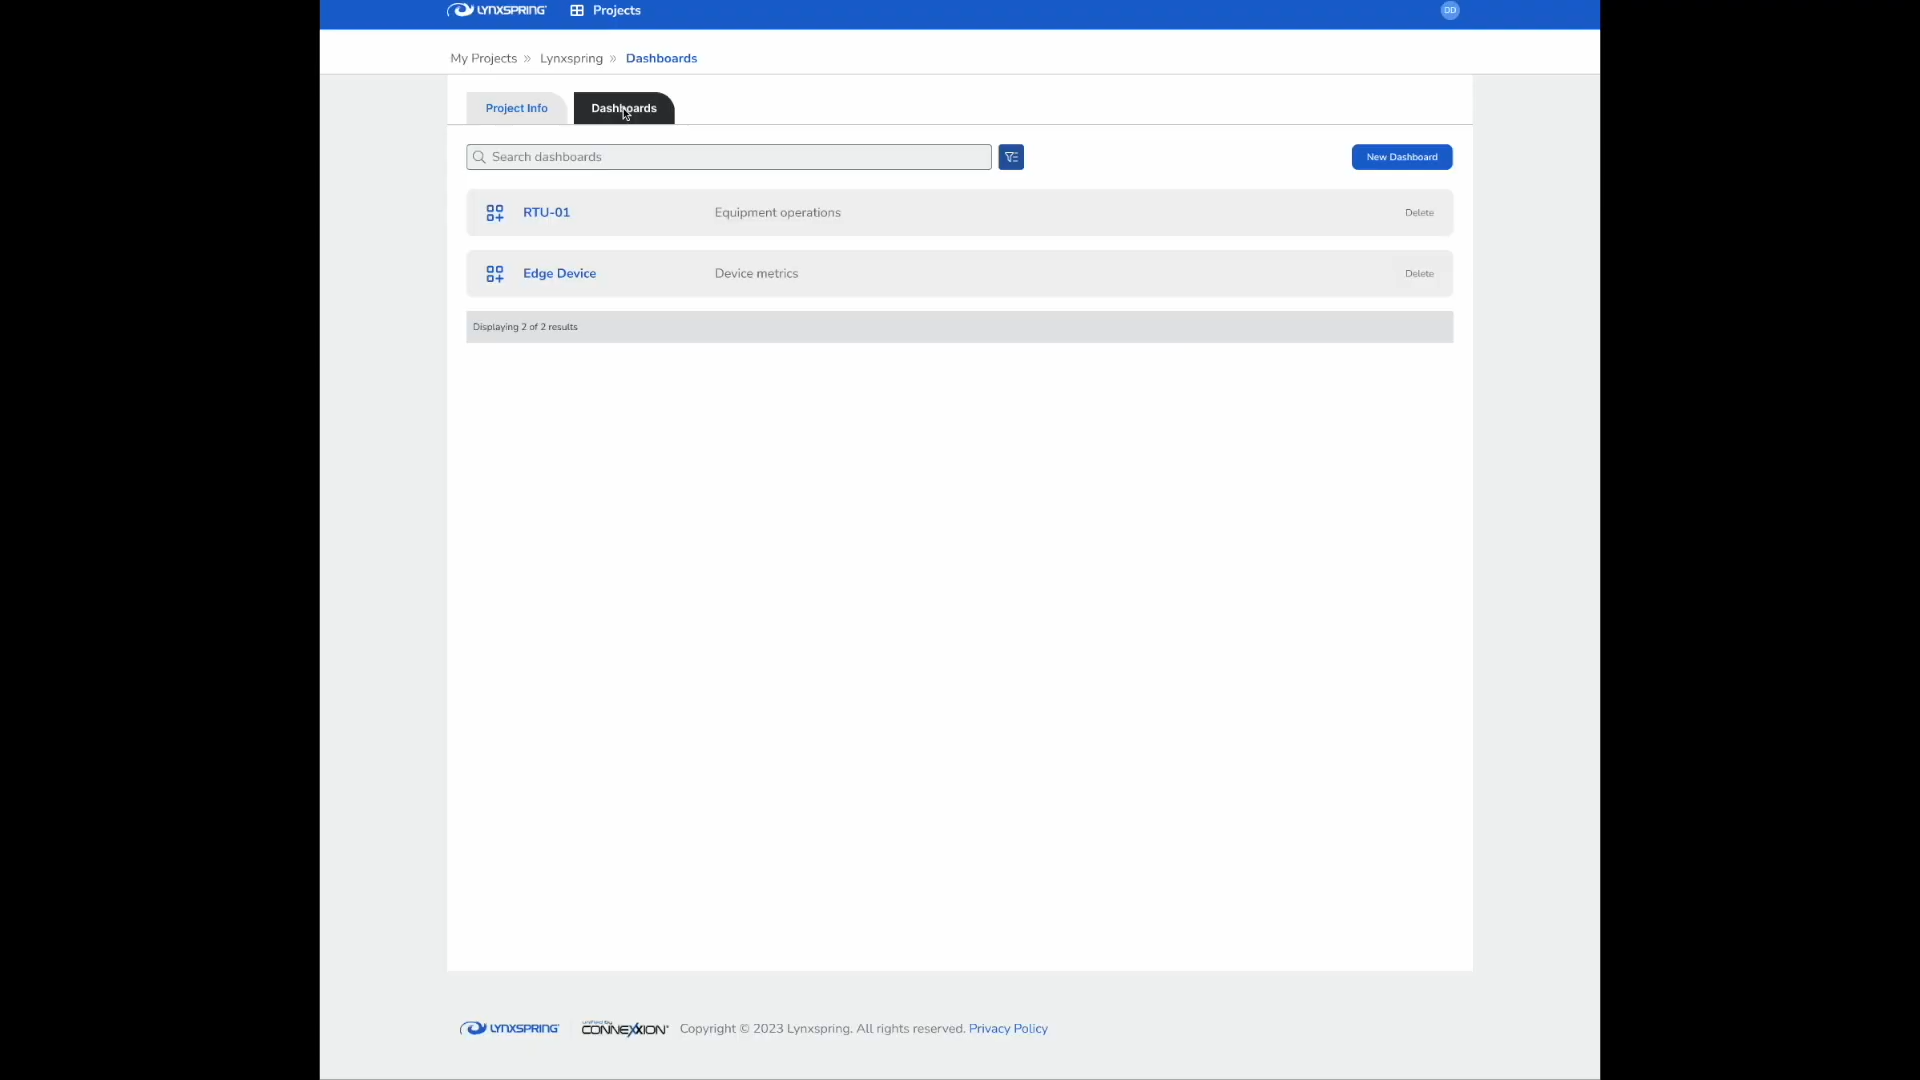 LYNXSPRING Projects DD
My Projects » Lynxspring » Dashboards
Project Info Dashboards
Search dashboards New Dashboard
RTU-01 Equipment operations Delete
Edge Device Device metrics Delete
Displaying 2 of 2 results
LYNXSPRING unified by CONNEXXION Copyright © 2023 Lynxspring. All rights reserved. Privacy Policy